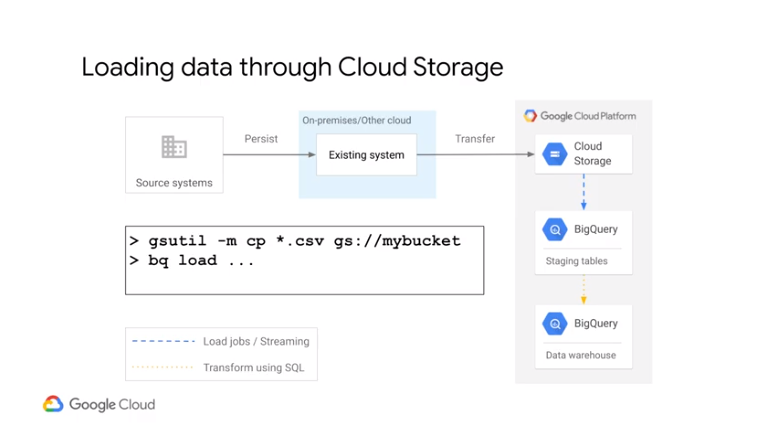 Loading data through Cloud Storage
On-premises/Other cloud
Google Cloud Platform
Source systems
Persist
Existing system
Transfer
Cloud
Storage
BigQuery
Staging tables
BigQuery
Data warehouse
> gsutil -m cp *.csv gs://mybucket
> bq load ...
Load jobs / Streaming
Transform using SQL
Google Cloud